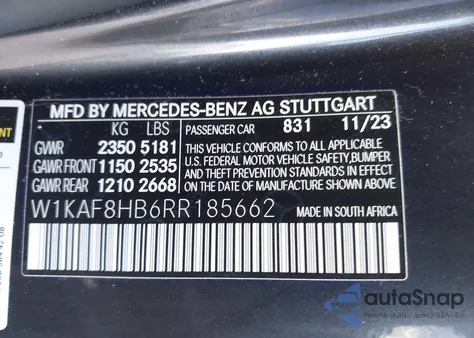 MFD BY MERCEDES-BENZ AG STUTTGART
KG LBS
GVWR 2350 5181
GAWR FRONT 1150 2535
GAWR REAR 1210 2668
PASSENGER CAR 831 11/23
THIS VEHICLE CONFORMS TO ALL APPLICABLE
U.S. FEDERAL MOTOR VEHICLE SAFETY, BUMPER
AND THEFT PREVENTION STANDARDS IN EFFECT
ON THE DATE OF MANUFACTURE SHOWN ABOVE.
W1KAF8HB6RR185662
MADE IN SOUTH AFRICA
autoSnap